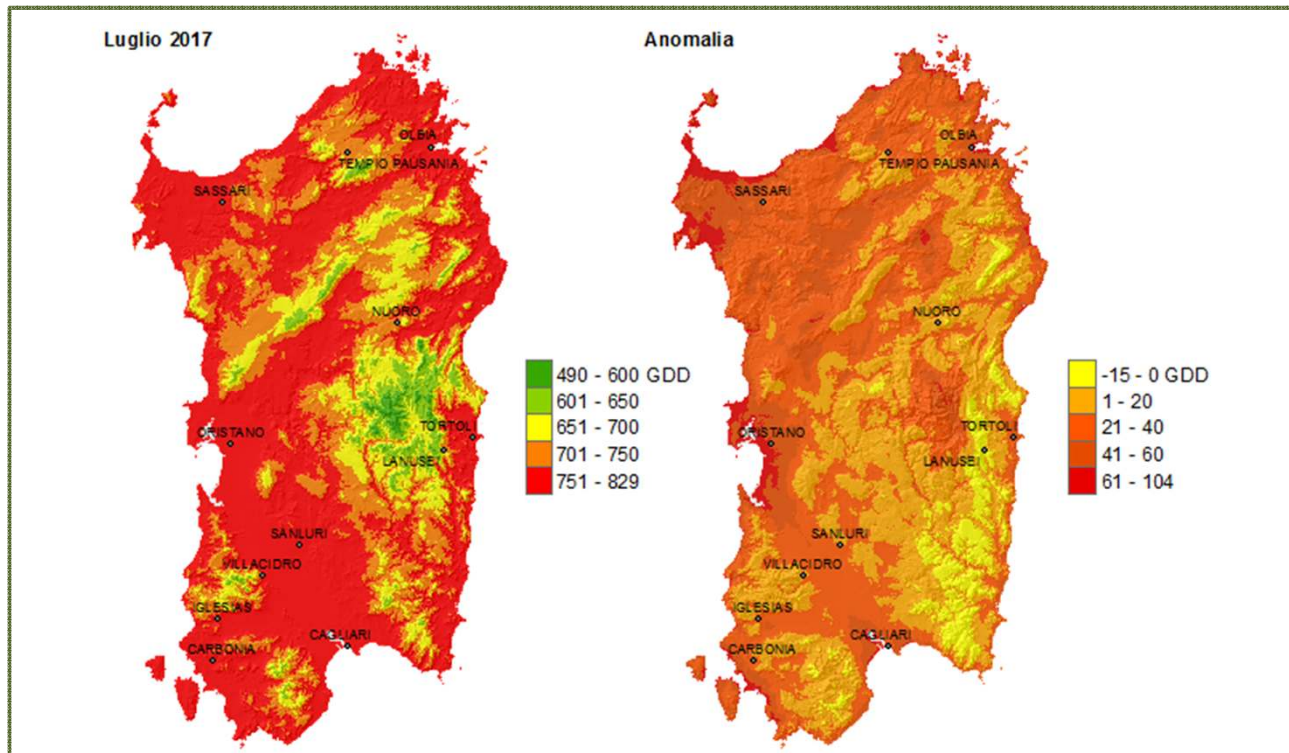 Luglio 2017
OLBIA
TEMPIO PAUSANIA
SASSARI
NUORO
ORISTANO
TORTOLI
LANUSEI
SANLURI
VILLACIDRO
IGLESIAS
CAGLIARI
CARBONIA
490 - 600 GDD
601 - 650
651 - 700
701 - 750
751 - 829
Anomalia
OLBIA
TEMPIO PAUSANIA
SASSARI
NUORO
ORISTANO
TORTOLI
LANUSEI
SANLURI
VILLACIDRO
IGLESIAS
CAGLIARI
CARBONIA
-15 - 0 GDD
1 - 20
21 - 40
41 - 60
61 - 104